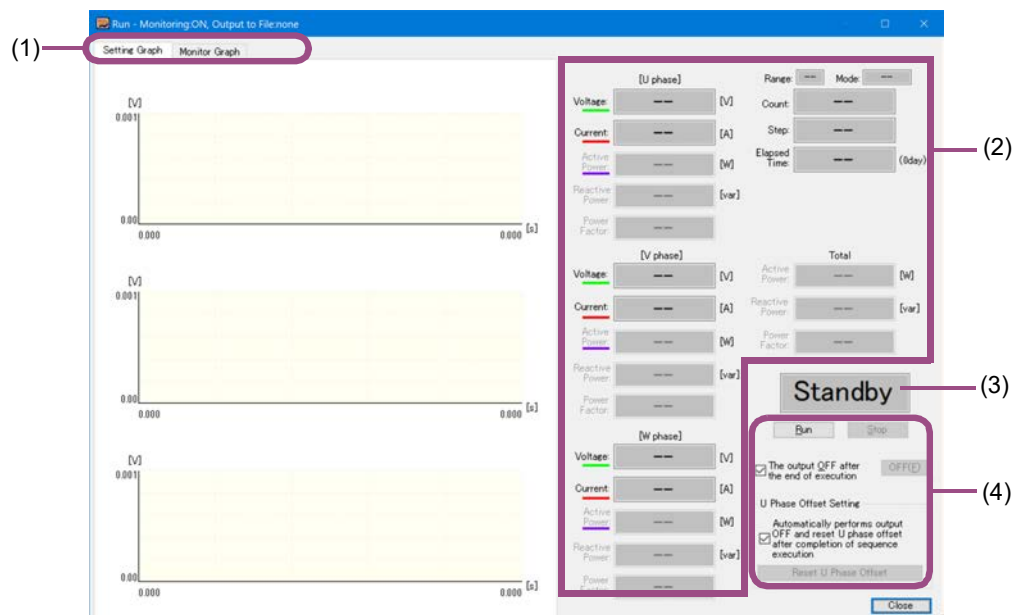 Run - Monitoring:ON, Output to File:none
(1)
Setting Graph Monitor Graph
[V]
0.001
0.00
0.000 0.000 [s]
[V]
0.001
0.00
0.000 0.000 [s]
[V]
0.001
0.00
0.000 0.000 [s]
[U phase]
Voltage: -- [V]
Current: -- [A]
Active
Power: -- [W]
Reactive
Power: -- [var]
Power
Factor: --
Range: -- Mode: --
Count: --
Step: --
Elapsed
Time: -- (0day)
(2)
[V phase]
Voltage: -- [V]
Current: -- [A]
Active
Power: -- [W]
Reactive
Power: -- [var]
Power
Factor: --
Total
Active
Power: -- [W]
Reactive
Power: -- [var]
Power
Factor: --
[W phase]
Voltage: -- [V]
Current: -- [A]
Active
Power: -- [W]
Reactive
Power: -- [var]
Power
Factor: --
Standby
(3)
Run Stop
The output OFF after
the end of execution
OFF(F)
U Phase Offset Setting
Automatically performs output
OFF and reset U phase offset
after completion of sequence
execution
Reset U Phase Offset
(4)
Close